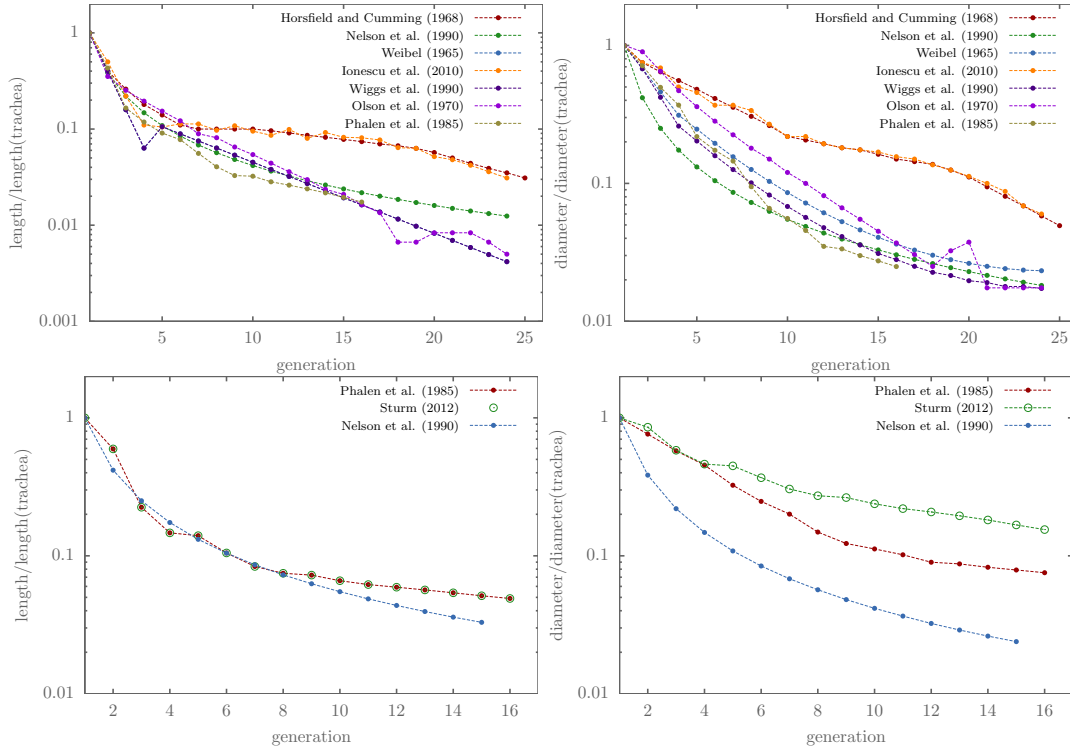 Horsfield and Cumming (1968)
Nelson et al. (1990)
Weibel (1965)
Ionescu et al. (2010)
Wiggs et al. (1990)
Olson et al. (1970)
Phalen et al. (1985)
length/length(trachea)
1
0.1
0.01
0.001
5
10
15
20
25
generation
Horsfield and Cumming (1968)
Nelson et al. (1990)
Weibel (1965)
Ionescu et al. (2010)
Wiggs et al. (1990)
Olson et al. (1970)
Phalen et al. (1985)
diameter/diameter(trachea)
1
0.1
0.01
5
10
15
20
25
generation
Phalen et al. (1985)
Sturm (2012)
Nelson et al. (1990)
length/length(trachea)
1
0.1
0.01
2
4
6
8
10
12
14
16
generation
Phalen et al. (1985)
Sturm (2012)
Nelson et al. (1990)
diameter/diameter(trachea)
1
0.1
0.01
2
4
6
8
10
12
14
16
generation